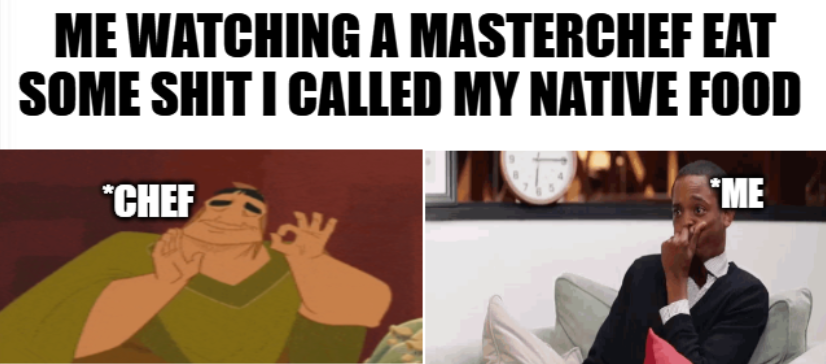 ME WATCHING A MASTERCHEF EAT
SOME SHIT I CALLED MY NATIVE FOOD
*CHEF
*ME